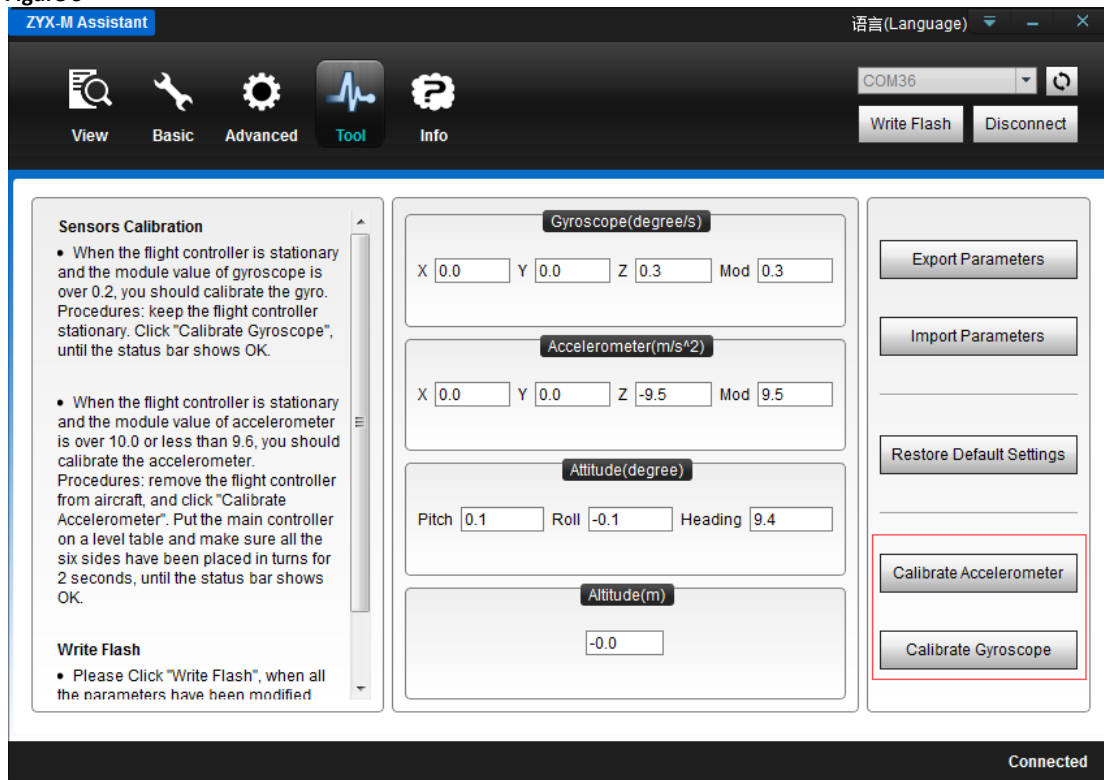 ZYX-M Assistant
语言(Language)
View
Basic
Advanced
Tool
Info
COM36
Write Flash
Disconnect
Sensors Calibration
• When the flight controller is stationary
and the module value of gyroscope is
over 0.2, you should calibrate the gyro.
Procedures: keep the flight controller
stationary. Click "Calibrate Gyroscope",
until the status bar shows OK.
• When the flight controller is stationary
and the module value of accelerometer
is over 10.0 or less than 9.6, you should
calibrate the accelerometer.
Procedures: remove the flight controller
from aircraft, and click "Calibrate
Accelerometer". Put the main controller
on a level table and make sure all the
six sides have been placed in turns for
2 seconds, until the status bar shows
OK.
Write Flash
• Please Click "Write Flash", when all
the parameters have been modified
Gyroscope(degree/s)
X 0.0 Y 0.0 Z 0.3 Mod 0.3
Accelerometer(m/s^2)
X 0.0 Y 0.0 Z -9.5 Mod 9.5
Attitude(degree)
Pitch 0.1 Roll -0.1 Heading 9.4
Altitude(m)
-0.0
Export Parameters
Import Parameters
Restore Default Settings
Calibrate Accelerometer
Calibrate Gyroscope
Connected